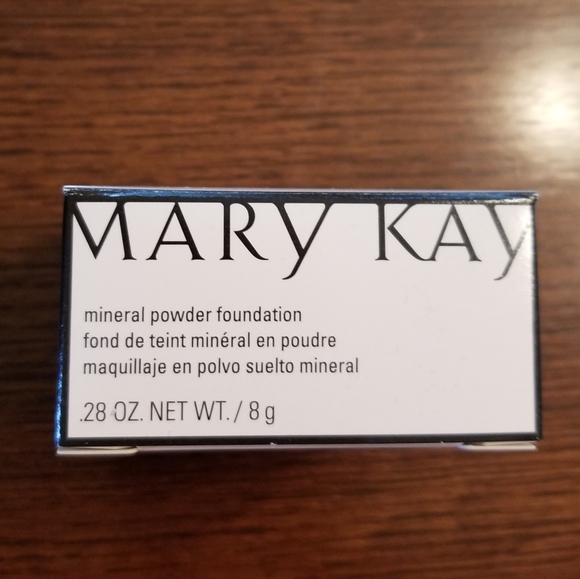 MARY KAY
mineral powder foundation
fond de teint minéral en poudre
maquillaje en polvo suelto mineral
.28 OZ. NET WT. / 8 g